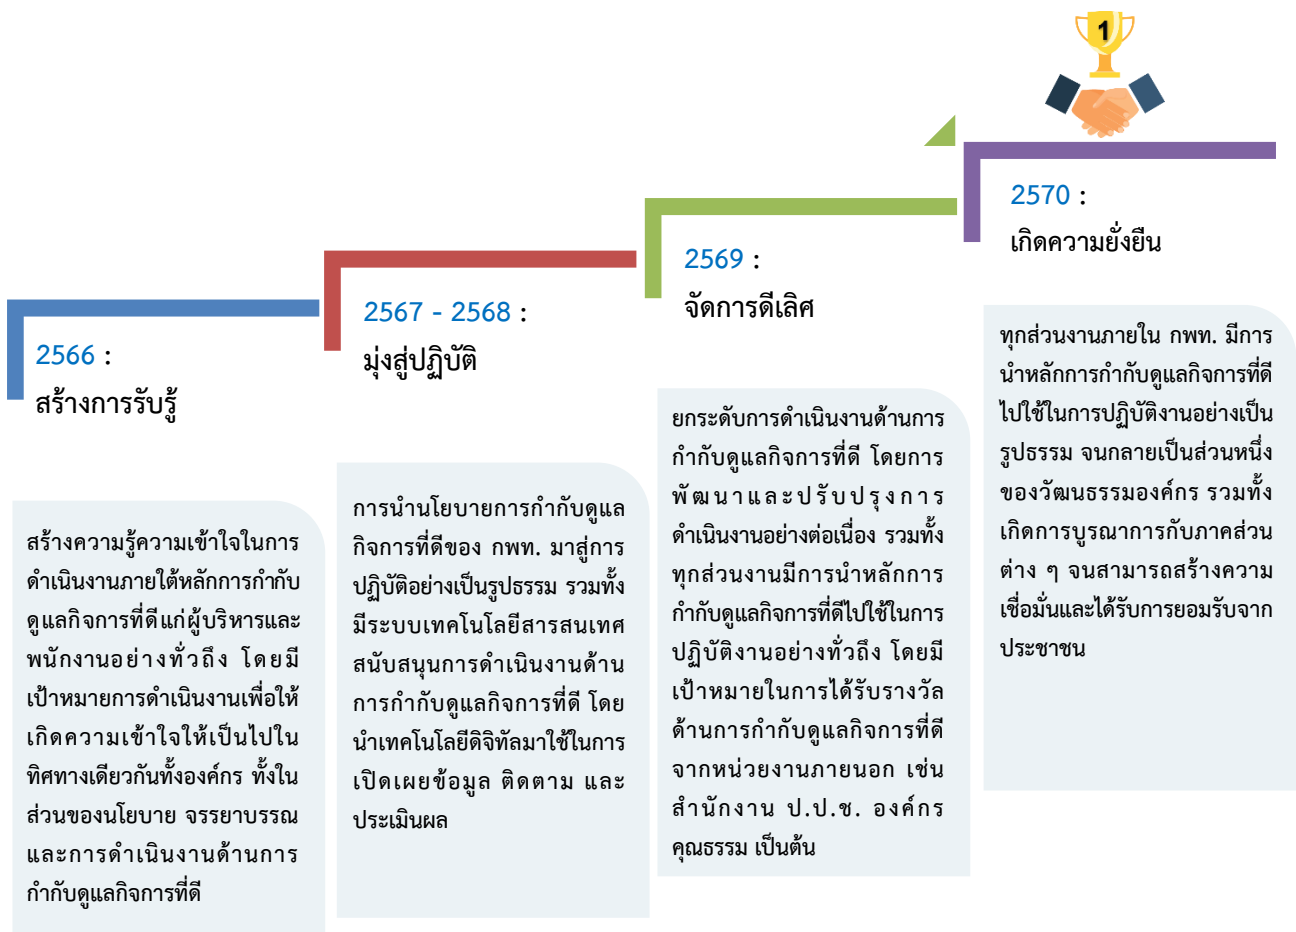 1
2566 :
สร้างการรับรู้
สร้างความรู้ความเข้าใจในการ
ดำเนินงานภายใต้หลักการกำกับ
ดูแลกิจการที่ดีแก่ผู้บริหารและ
พนักงานอย่างทั่วถึง โดยมี
เป้าหมายการดำเนินงานเพื่อให้
เกิดความเข้าใจให้เป็นไปใน
ทิศทางเดียวกันทั้งองค์กร ทั้งใน
ส่วนของนโยบาย จรรยาบรรณ
และการดำเนินงานด้านการ
กำกับดูแลกิจการที่ดี
2567 - 2568 :
มุ่งสู่ปฏิบัติ
การนำนโยบายการกำกับดูแล
กิจการที่ดีของ กพท. มาสู่การ
ปฏิบัติอย่างเป็นรูปธรรม รวมทั้ง
มีระบบเทคโนโลยีสารสนเทศ
สนับสนุนการดำเนินงานด้าน
การกำกับดูแลกิจการที่ดี โดย
นำเทคโนโลยีดิจิทัลมาใช้ในการ
เปิดเผยข้อมูล ติดตาม และ
ประเมินผล
2569 :
จัดการดีเลิศ
ยกระดับการดำเนินงานด้านการ
กำกับดูแลกิจการที่ดี โดยการ
พัฒนาและปรับปรุงการ
ดำเนินงานอย่างต่อเนื่อง รวมทั้ง
ทุกส่วนงานมีการนำหลักการ
กำกับดูแลกิจการที่ดีไปใช้ในการ
ปฏิบัติงานอย่างทั่วถึง โดยมี
เป้าหมายในการได้รับรางวัล
ด้านการกำกับดูแลกิจการที่ดี
จากหน่วยงานภายนอก เช่น
สำนักงาน ป.ป.ช. องค์กร
คุณธรรม เป็นต้น
2570 :
เกิดความยั่งยืน
ทุกส่วนงานภายใน กพท. มีการ
นำหลักการกำกับดูแลกิจการที่ดี
ไปใช้ในการปฏิบัติงานอย่างเป็น
รูปธรรม จนกลายเป็นส่วนหนึ่ง
ของวัฒนธรรมองค์กร รวมทั้ง
เกิดการบูรณาการกับภาคส่วน
ต่าง ๆ จนสามารถสร้างความ
เชื่อมั่นและได้รับการยอมรับจาก
ประชาชน